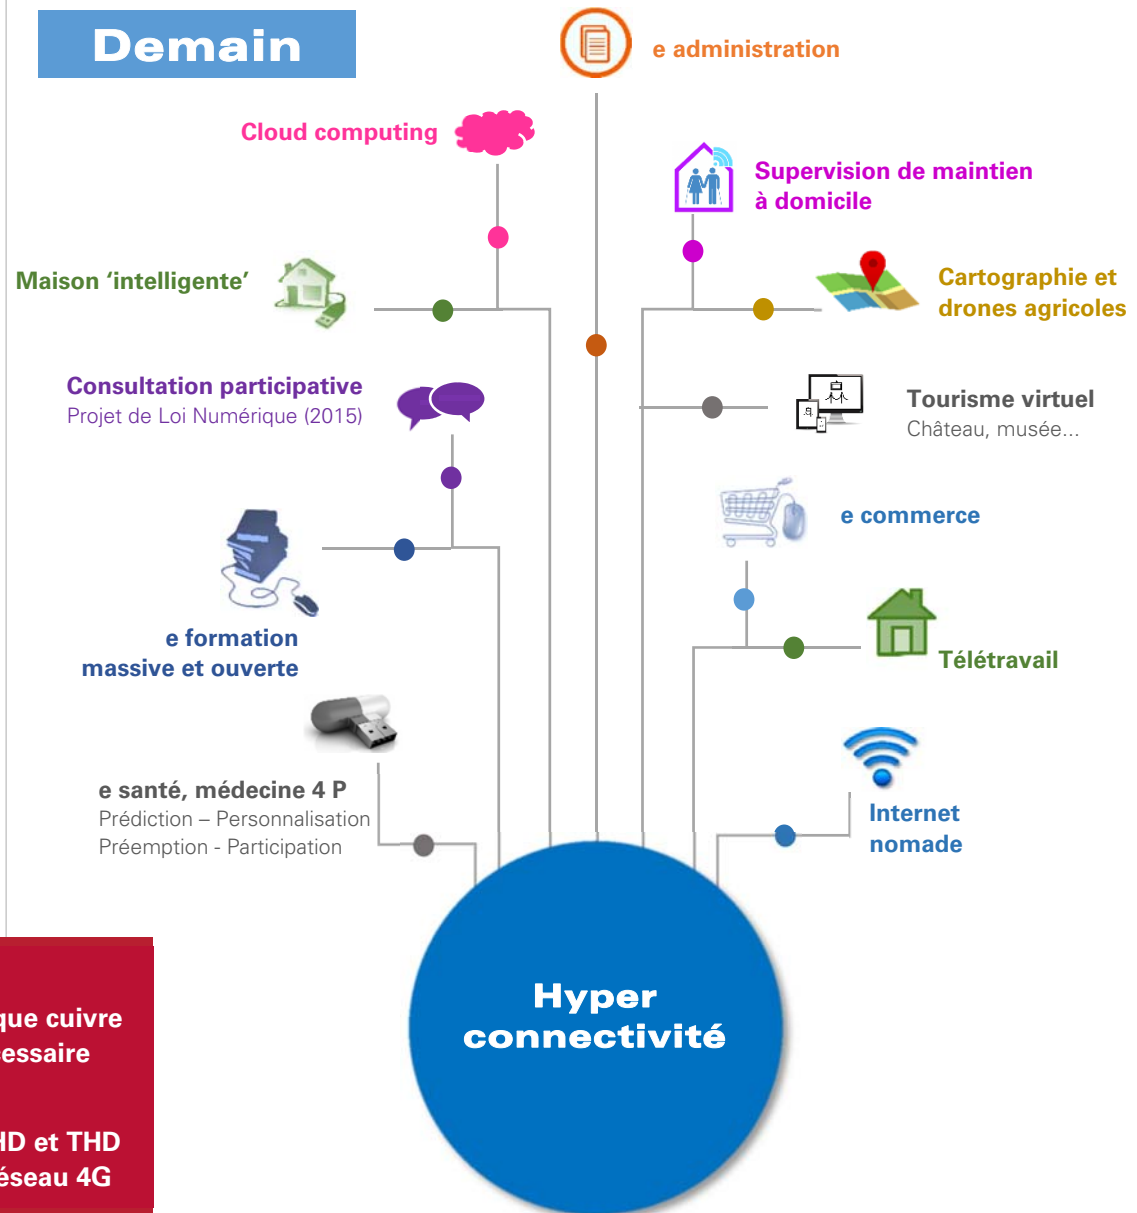 Demain
e administration
Cloud computing
Supervision de maintien
à domicile
Maison ‘intelligente’
Cartographie et
drones agricoles
Consultation participative
Projet de Loi Numérique (2015)
Tourisme virtuel
Château, musée...
e commerce
e formation
massive et ouverte
Télétravail
e santé, médecine 4 P
Prédiction – Personnalisation
Préemption - Participation
Internet
nomade
Hyper
connectivité
que cuivre
cessaire
HD et THD
éseau 4G